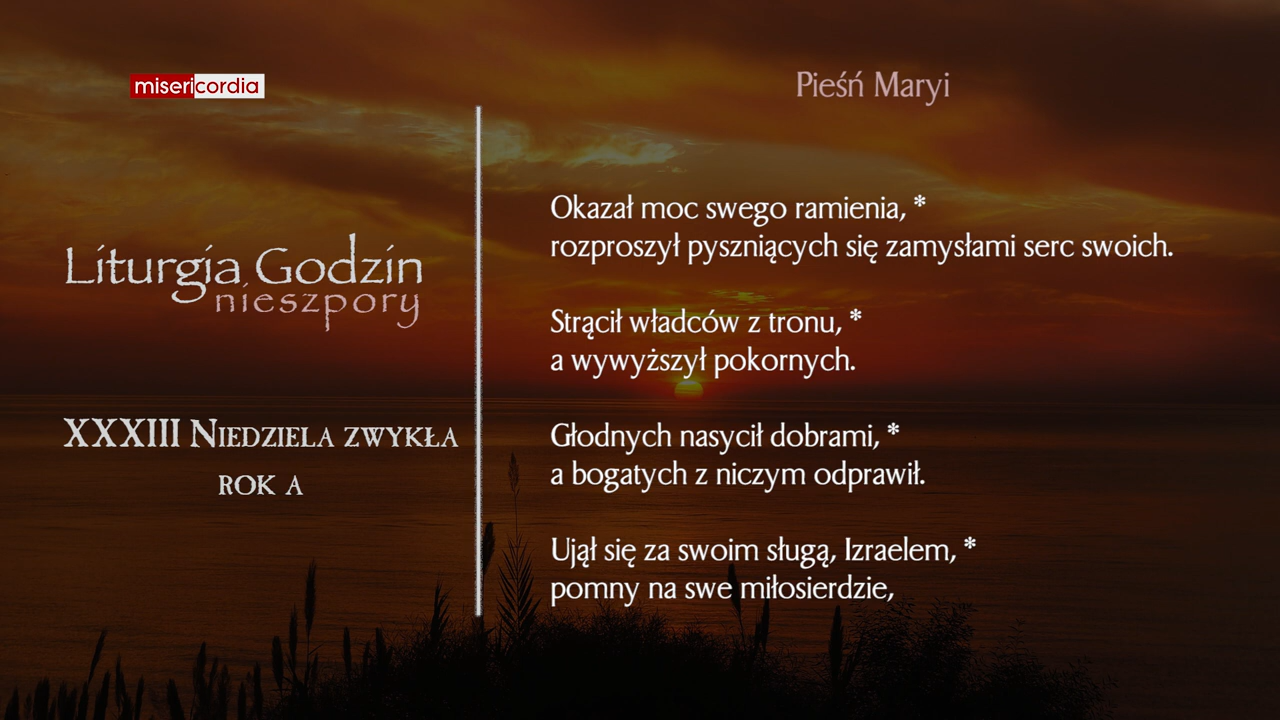 misericordia
Pieśń Maryi
Liturgia Godzin
nieszpory
XXXIII Niedziela zwykła
rok a
Okazał moc swego ramienia, *
rozproszył pyszniących się zamysłami serc swoich.
Strącił władców z tronu, *
a wywyższył pokornych.
Głodnych nasycił dobrami, *
a bogatych z niczym odprawił.
Ujął się za swoim sługą, Izraelem, *
pomny na swe miłosierdzie,